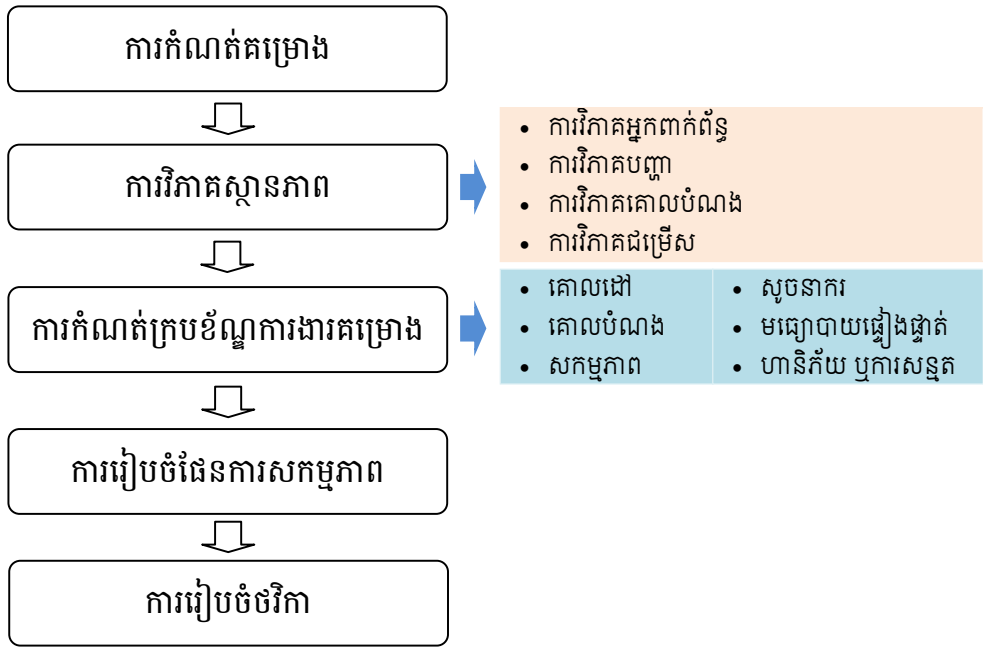 ការកំណត់គម្រោង
ការវិភាគស្ថានភាព
• ការវិភាគអ្នកពាក់ព័ន្ធ
• ការវិភាគបញ្ហា
• ការវិភាគគោលបំណង
• ការវិភាគជម្រើស
ការកំណត់ក្របខ័ណ្ឌការងារគម្រោង
• គោលដៅ
• គោលបំណង
• សកម្មភាព
• សូចនាករ
• មធ្យោបាយផ្ទៀងផ្ទាត់
• ហានិភ័យ ឬការសន្មត
ការរៀបចំផែនការសកម្មភាព
ការរៀបចំថវិកា